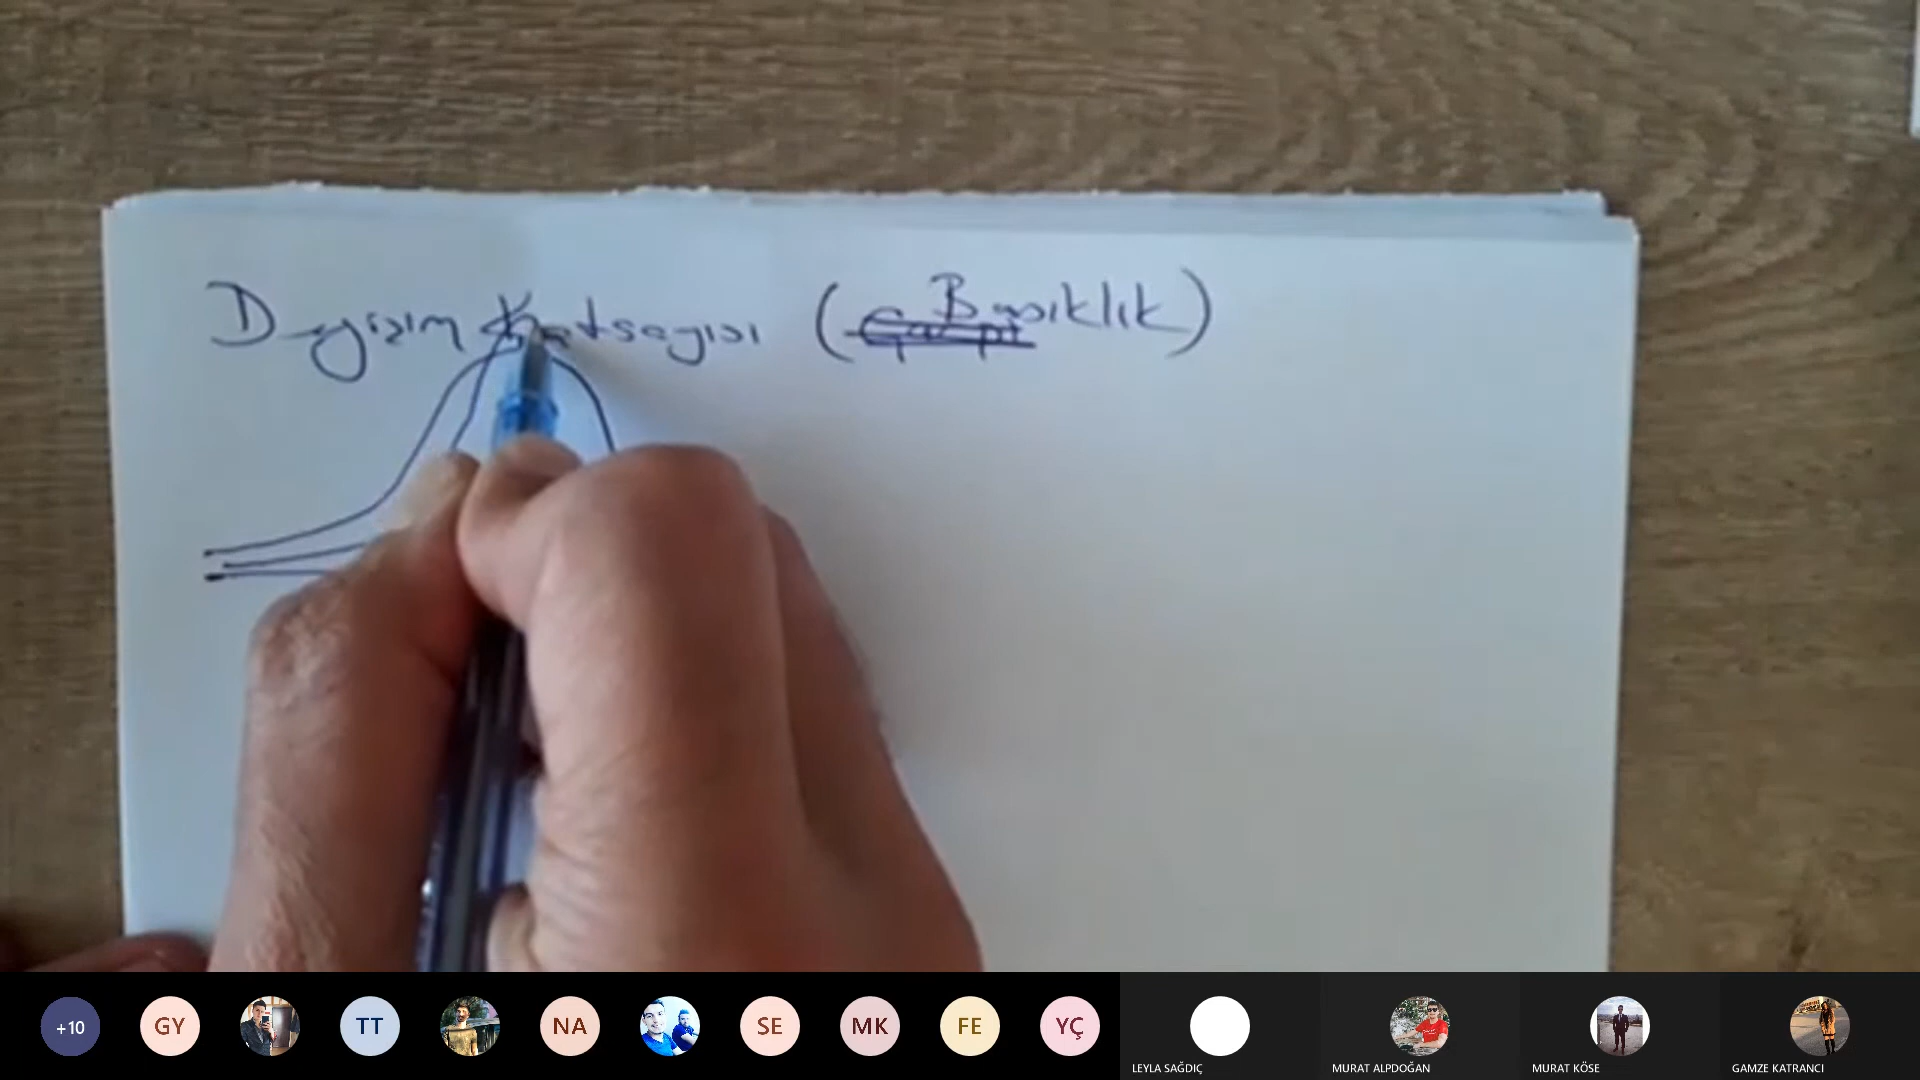 Değişim Katsayısı (Basıklık)
+10
GY
TT
NA
SE
MK
FE
YÇ
LEYLA SAĞDIÇ
MURAT ALPDOĞAN
MURAT KÖSE
GAMZE KATRANCI